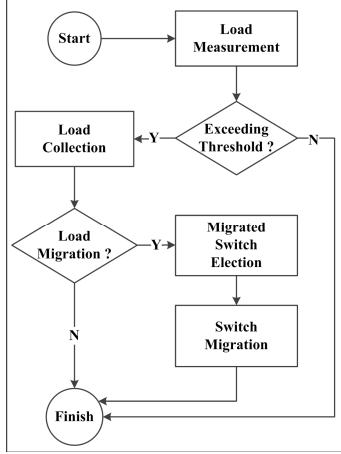 Start
Load
Measurement
Exceeding
Threshold ?
Y
N
Load
Collection
Load
Migration ?
Y
Migrated
Switch
Election
N
Switch
Migration
Finish